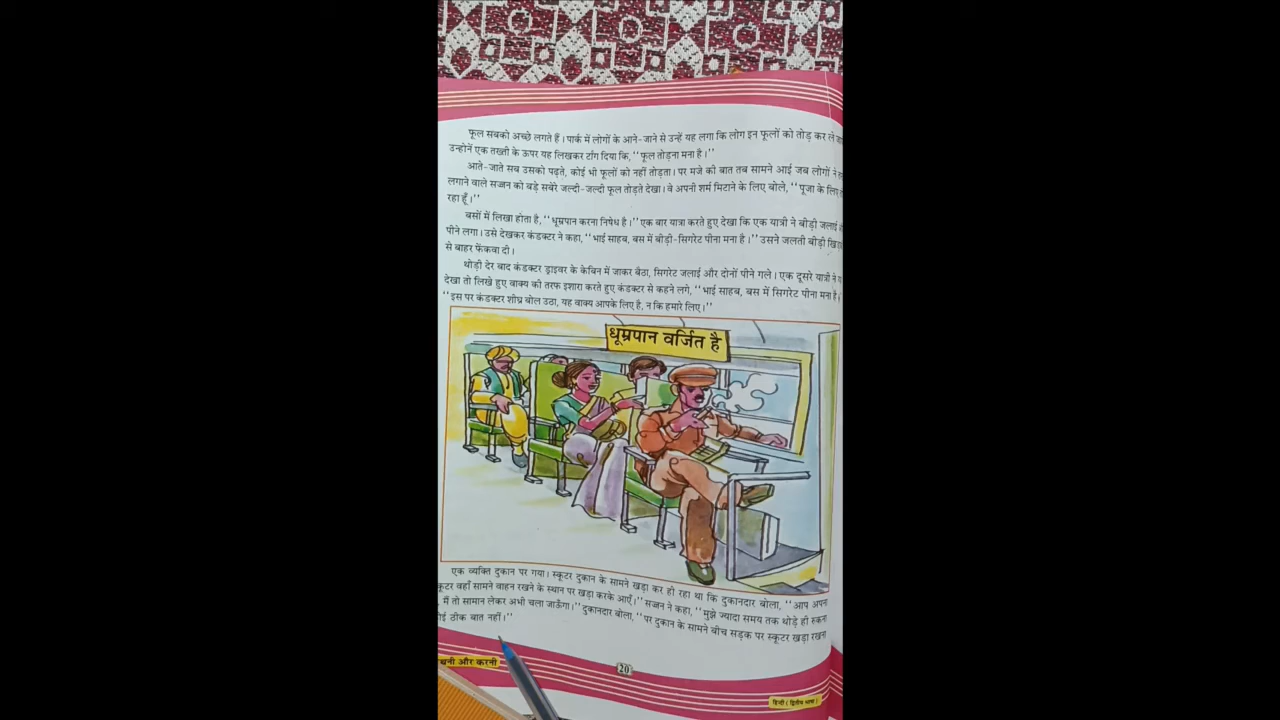 फूल सबको अच्छे लगते हैं। पार्क में लोगों के आने-जाने से उन्हें यह लगा कि लोग इन फूलों को तोड़ कर ले
उन्होनें एक तख्ती के ऊपर यह लिखकर टाँग दिया कि, ‘‘फूल तोड़ना मना है।’’
आते-जाते सब उसको पढ़ते, कोई भी फूलों को नहीं तोड़ता। पर मजे की बात तब सामने आई जब लोगों ने
लगाने वाले सज्जन को बड़े सबेरे जल्दी-जल्दी फूल तोड़ते देखा। वे अपनी शर्म मिटाने के लिए बोले, ‘‘पूजा के लिए
रहा हूँ।’’
बसों में लिखा होता है, ‘‘धूम्रपान करना निषेध है।’’ एक बार यात्रा करते हुए देखा कि एक यात्री ने बीड़ी जलाई
पीने लगा। उसे देखकर कंडक्टर ने कहा, ‘‘भाई साहब, बस में बीड़ी-सिगरेट पीना मना है।’’ उसने जलती बीड़ी
से बाहर फेंकवा दी।
थोड़ी देर बाद कंडक्टर ड्राइवर के केबिन में जाकर बैठा, सिगरेट जलाई और दोनों पीने गले। एक दूसरे यात्री ने
देखा तो लिखे हुए वाक्य की तरफ इशारा करते हुए कंडक्टर से कहने लगे, ‘‘भाई साहब, बस में सिगरेट पीना मना है।
‘‘इस पर कंडक्टर शीघ्र बोल उठा, यह वाक्य आपके लिए है, न कि हमारे लिए।’’
धूम्रपान वर्जित है
एक व्यक्ति दुकान पर गया। स्कूटर दुकान के सामने खड़ा कर ही रहा था कि दुकानदार बोला, ‘‘आप अपना
स्कूटर वहाँ सामने वाहन रखने के स्थान पर खड़ा करके आएँ।’’ सज्जन ने कहा, ‘‘मुझे ज्यादा समय तक थोड़े ही रुकना
मैं तो सामान लेकर अभी चला जाऊँगा।’’ दुकानदार बोला, ‘‘पर दुकान के सामने बीच सड़क पर स्कूटर खड़ा रखना
ठीक बात नहीं।’’
और करनी
20
हिन्दी (द्वितीय भाषा)